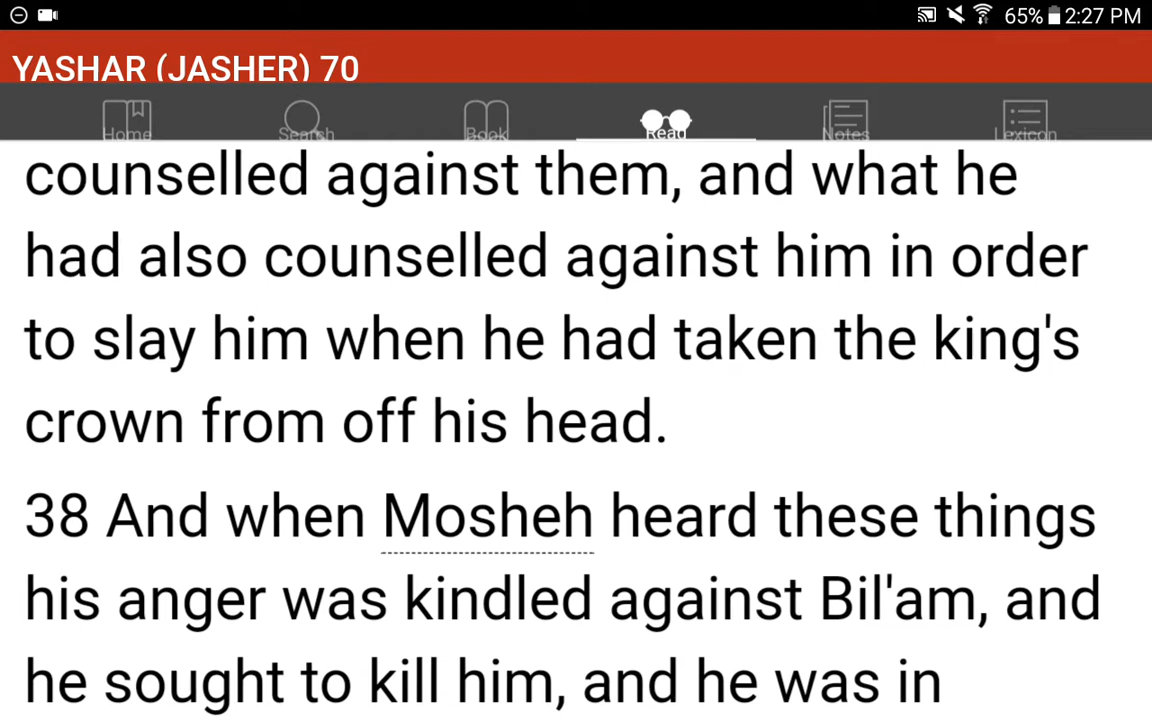 65% 2:27 PM
YASHAR (JASHER) 70
Home Search Book Read Notes Lexicon
counselled against them, and what he
had also counselled against him in order
to slay him when he had taken the king's
crown from off his head.
38 And when Mosheh heard these things
his anger was kindled against Bil'am, and
he sought to kill him, and he was in